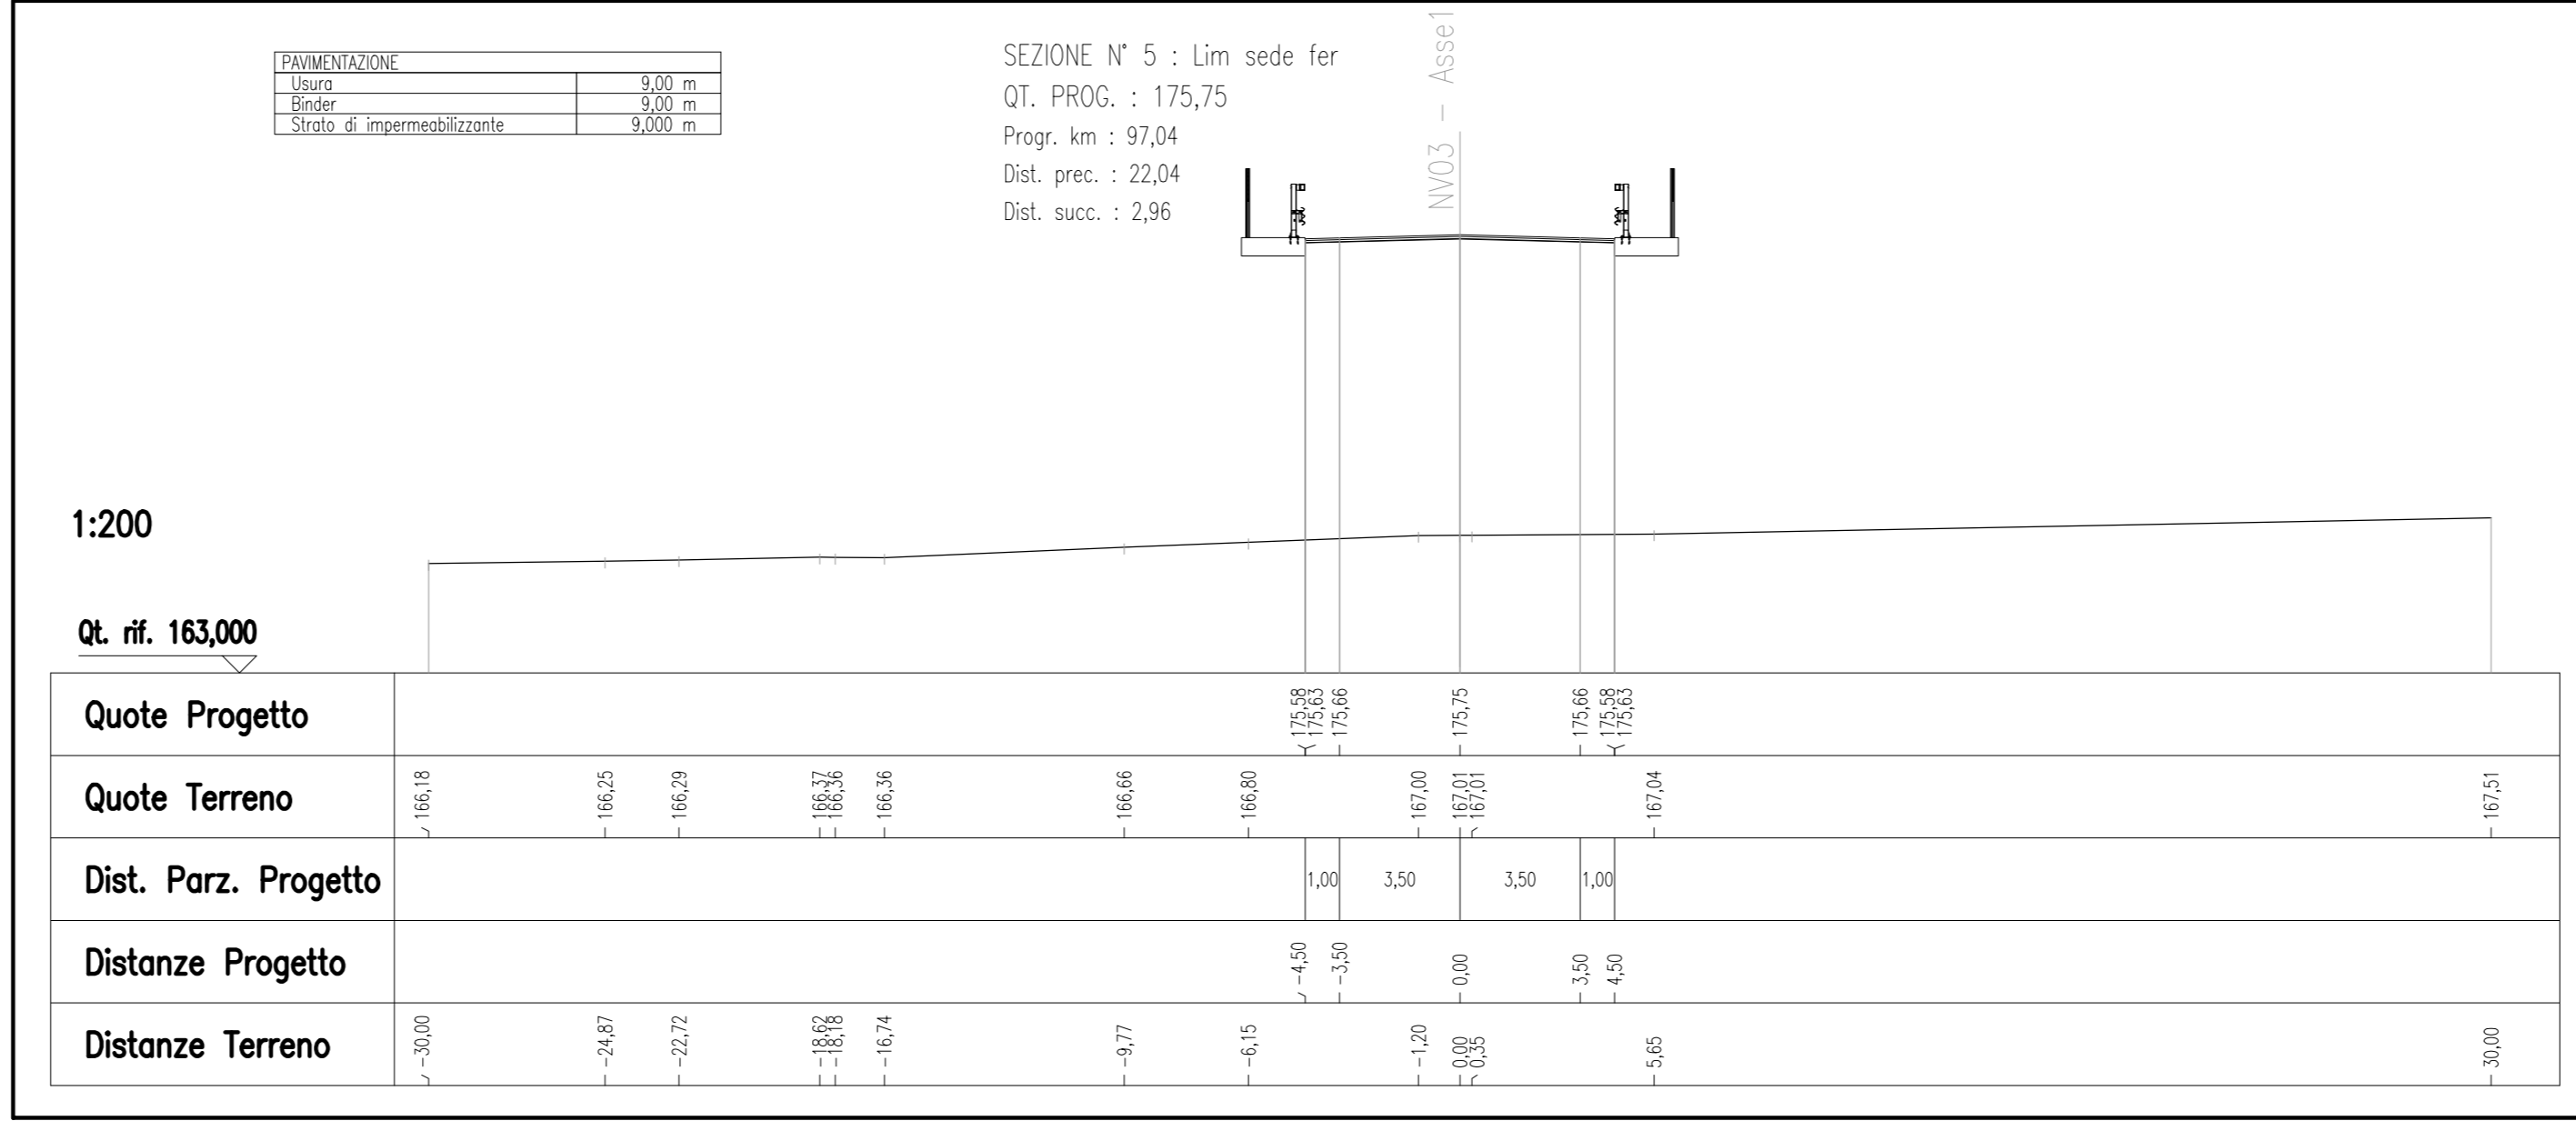 PAVIMENTAZIONE
Usura 9,00 m
Binder 9,00 m
Strato di impermeabilizzante 9,000 m
SEZIONE N° 5 : Lim sede fer
QT. PROG. : 175,75
Progr. km : 97,04
Dist. prec. : 22,04
Dist. succ. : 2,96
NV03 - Asse1
1:200
Qt. rif. 163,000
Quote Progetto 175,58 175,63 175,66 175,75 175,66 175,58 175,63
Quote Terreno 166,18 166,25 166,29 166,37 166,36 166,36 166,66 166,80 167,00 167,01 167,01 167,04 167,51
Dist. Parz. Progetto 1,00 3,50 3,50 1,00
Distanze Progetto -4,50 -3,50 0,00 3,50 4,50
Distanze Terreno -30,00 -24,87 -22,72 -18,62 -18,18 -16,74 -9,77 -6,15 -1,20 0,00 0,35 5,65 30,00